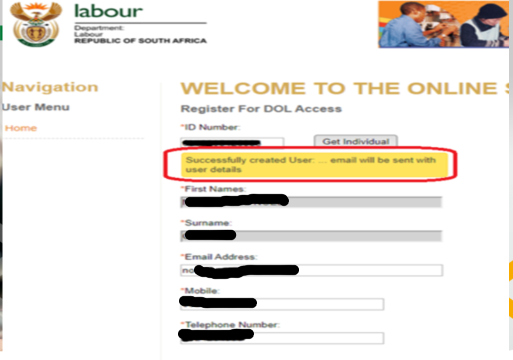 labour
Department:
Labour
REPUBLIC OF SOUTH AFRICA
Navigation
User Menu
Home
WELCOME TO THE ONLINE
Register For DOL Access
*ID Number:
Get Individual
Successfully created User: ... email will be sent with
user details
*First Names:
*Surname:
*Email Address:
no
*Mobile:
*Telephone Number: